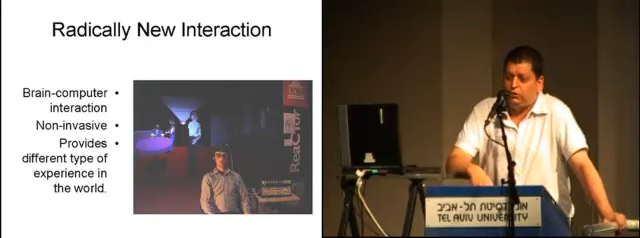 Radically New Interaction
Brain-computer •
interaction
Non-invasive •
Provides •
different type of
experience in
the world.
ReaCTor
אוניברסיטת תל-אביב
TEL AVIV UNIVERSITY